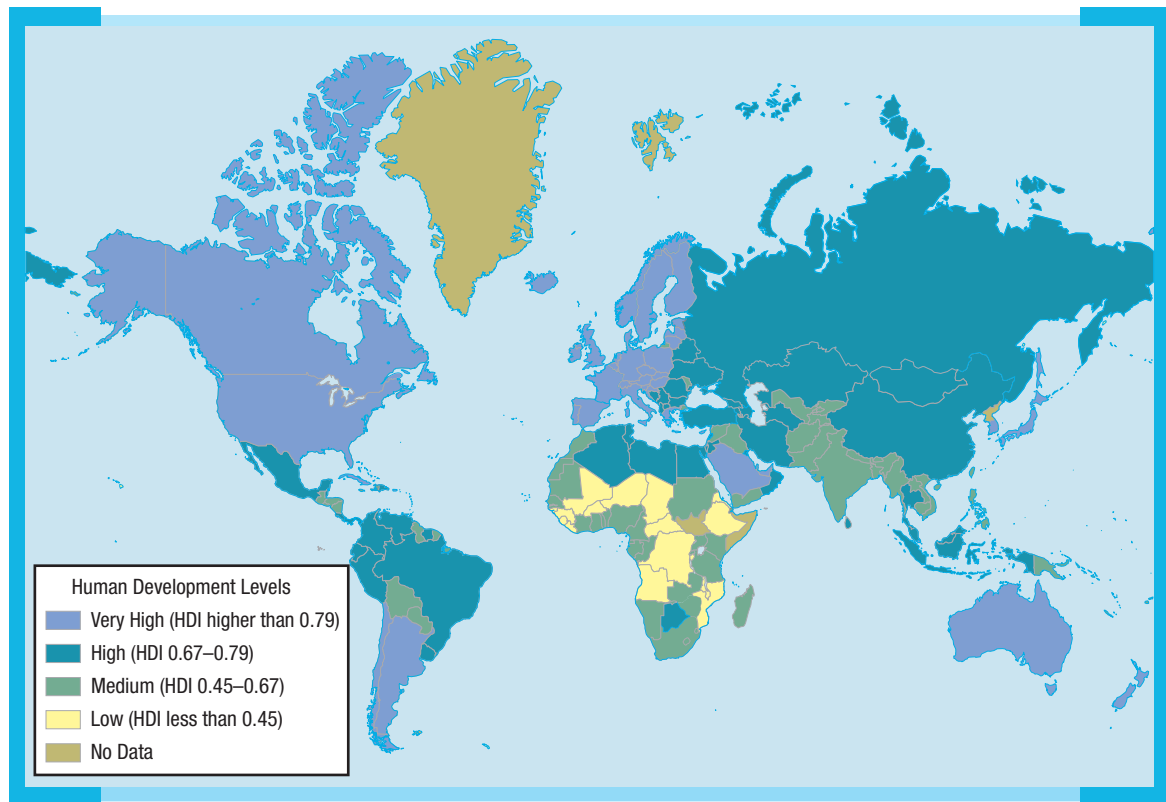 Human Development Levels
Very High (HDI higher than 0.79)
High (HDI 0.67–0.79)
Medium (HDI 0.45–0.67)
Low (HDI less than 0.45)
No Data